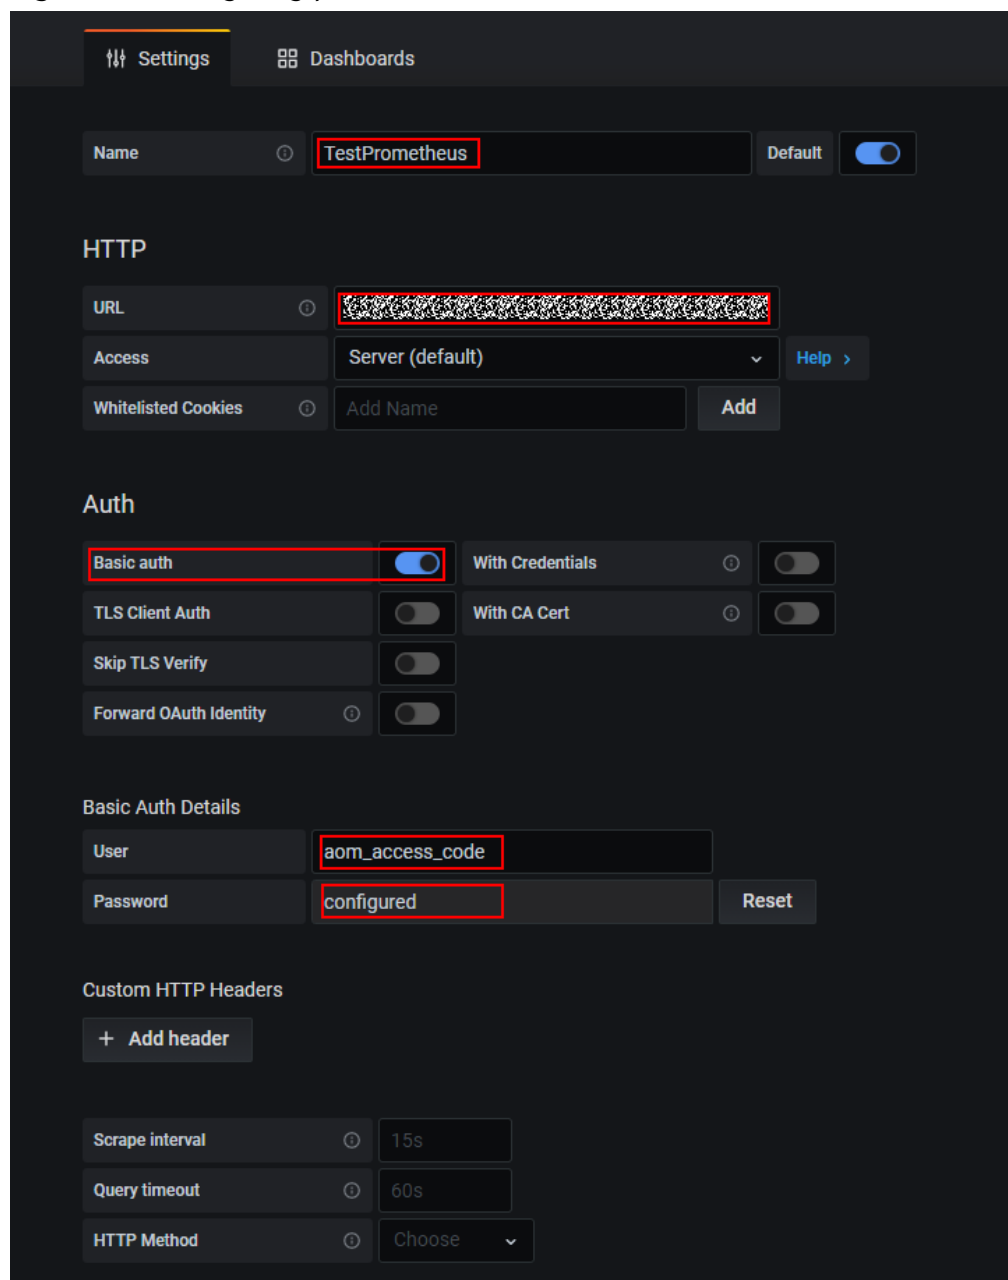 Settings Dashboards
Name TestPrometheus Default
HTTP
URL
Access Server (default) Help >
Whitelisted Cookies Add Name Add
Auth
Basic auth With Credentials
TLS Client Auth With CA Cert
Skip TLS Verify
Forward OAuth Identity
Basic Auth Details
User aom_access_code
Password configured Reset
Custom HTTP Headers
+ Add header
Scrape interval 15s
Query timeout 60s
HTTP Method Choose